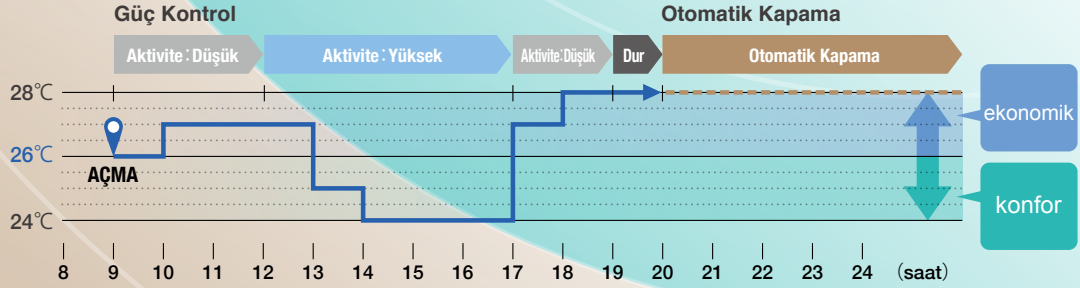 Güç Kontrol
Otomatik Kapama
Aktivite:Düşük
Aktivite:Yüksek
Aktivite:Düşük
Dur
Otomatik Kapama
28℃
26℃
24℃
AÇMA
ekonomik
konfor
8 9 10 11 12 13 14 15 16 17 18 19 20 21 22 23 24 (saat)